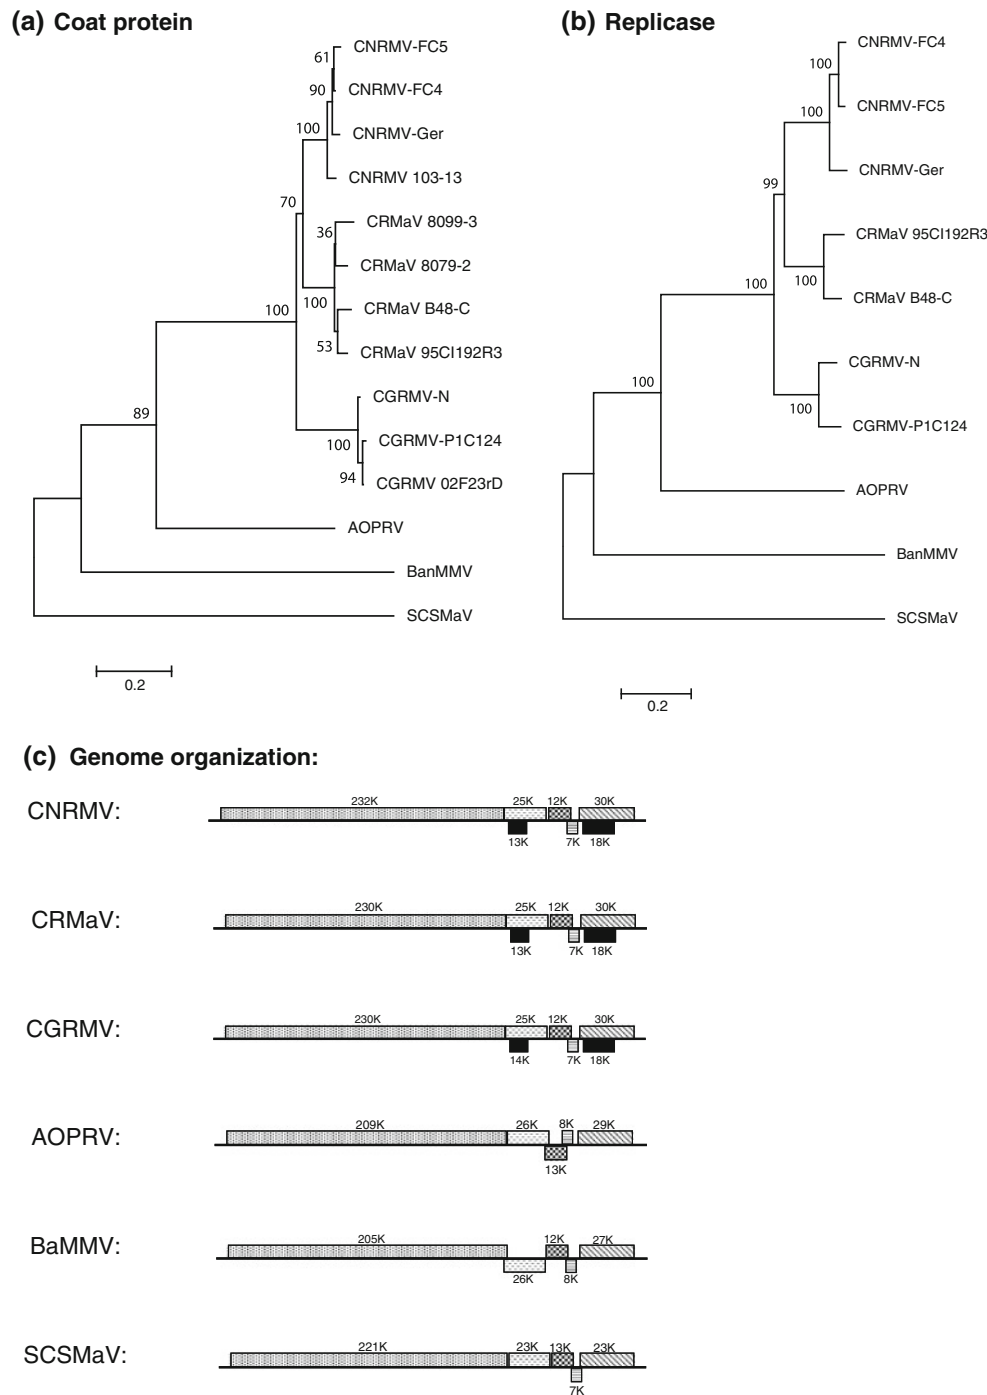 (a) Coat protein
CNRMV-FC5
61
CNRMV-FC4
90
CNRMV-Ger
100
CNRMV 103-13
70
CRMaV 8099-3
36
CRMaV 8079-2
100
CRMaV B48-C
100
CRMaV 95CI192R3
53
CGRMV-N
89
CGRMV-P1C124
100
CGRMV 02F23rD
94
AOPRV
BanMMV
SCSMaV
0.2
(b) Replicase
CNRMV-FC4
100
CNRMV-FC5
100
CNRMV-Ger
99
CRMaV 95CI192R3
100
CRMaV B48-C
100
CGRMV-N
100
CGRMV-P1C124
100
AOPRV
BanMMV
SCSMaV
0.2
(c) Genome organization:
CNRMV:
232K 25K 12K 30K
13K 7K 18K
CRMaV:
230K 25K 12K 30K
13K 7K 18K
CGRMV:
230K 25K 12K 30K
14K 7K 18K
AOPRV:
209K 26K 8K 29K
13K
BaMMV:
205K 12K 27K
26K 8K
SCSMaV:
221K 23K 13K 23K
7K